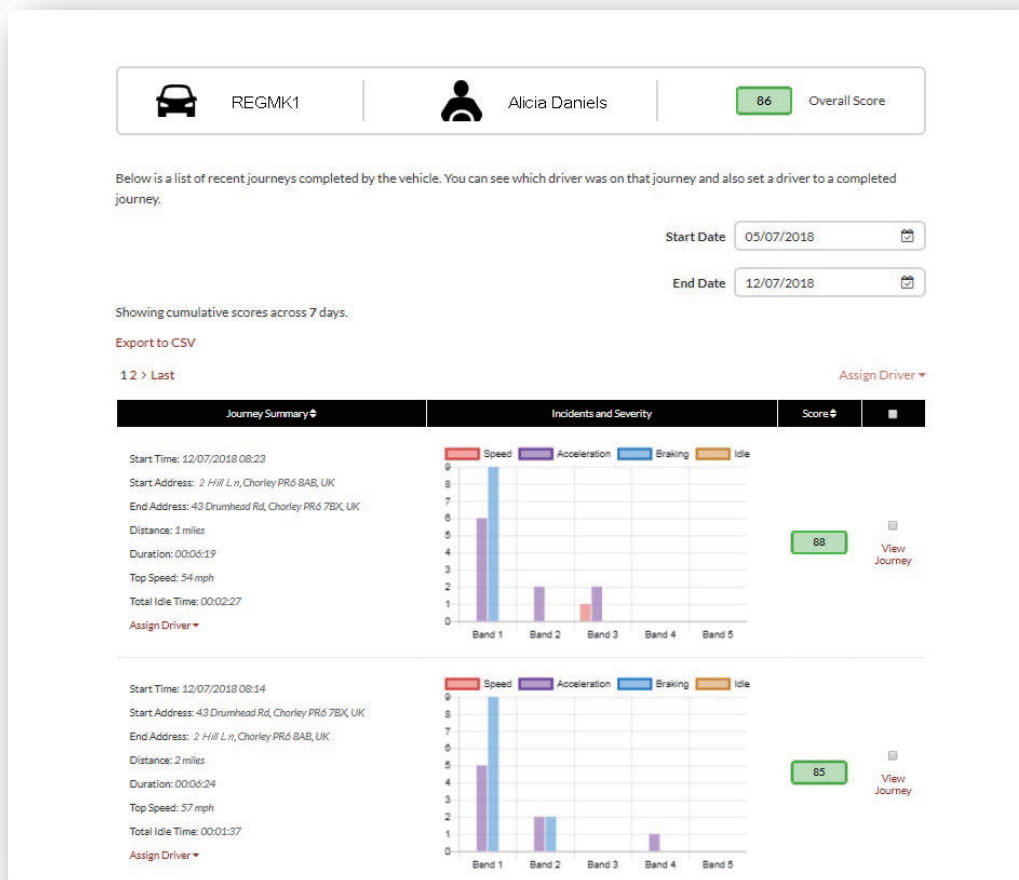 REGMK1
Alicia Daniels
86
Overall Score
Below is a list of recent journeys completed by the vehicle. You can see which driver was on that journey and also set a driver to a completed
journey.
Start Date 05/07/2018
End Date 12/07/2018
Showing cumulative scores across 7 days.
Export to CSV
1 2 > Last
Assign Driver
Journey Summary
Incidents and Severity
Score
Start Time: 12/07/2018 08:23
Start Address: 2 Hill Ln, Chorley PR6 8AB, UK
End Address: 43 Drumhead Rd, Chorley PR6 7BX, UK
Distance: 1 miles
Duration: 00:06:19
Top Speed: 54 mph
Total Idle Time: 00:02:27
Assign Driver
Speed Acceleration Braking Idle
9
8
7
6
5
4
3
2
1
0
Band 1 Band 2 Band 3 Band 4 Band 5
88
View
Journey
Start Time: 12/07/2018 08:14
Start Address: 43 Drumhead Rd, Chorley PR6 7BX, UK
End Address: 2 Hill Ln, Chorley PR6 8AB, UK
Distance: 2 miles
Duration: 00:06:24
Top Speed: 57 mph
Total Idle Time: 00:01:37
Assign Driver
Speed Acceleration Braking Idle
9
8
7
6
5
4
3
2
1
0
Band 1 Band 2 Band 3 Band 4 Band 5
85
View
Journey